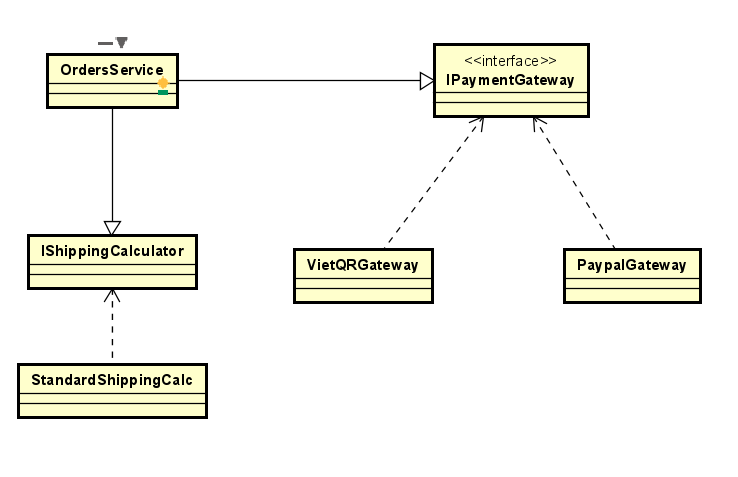 OrdersService
<<interface>>
IPaymentGateway
IShippingCalculator
VietQRGateway
PaypalGateway
StandardShippingCalc